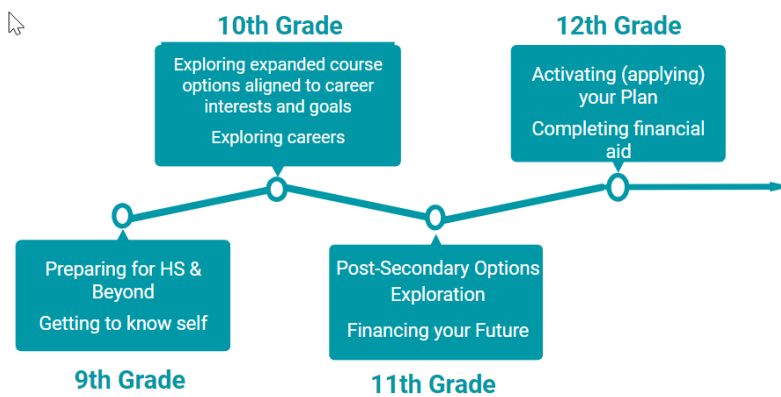 10th Grade
Exploring expanded course
options aligned to career
interests and goals
Exploring careers
12th Grade
Activating (applying)
your Plan
Completing financial
aid
Preparing for HS &
Beyond
Getting to know self
9th Grade
Post-Secondary Options
Exploration
Financing your Future
11th Grade